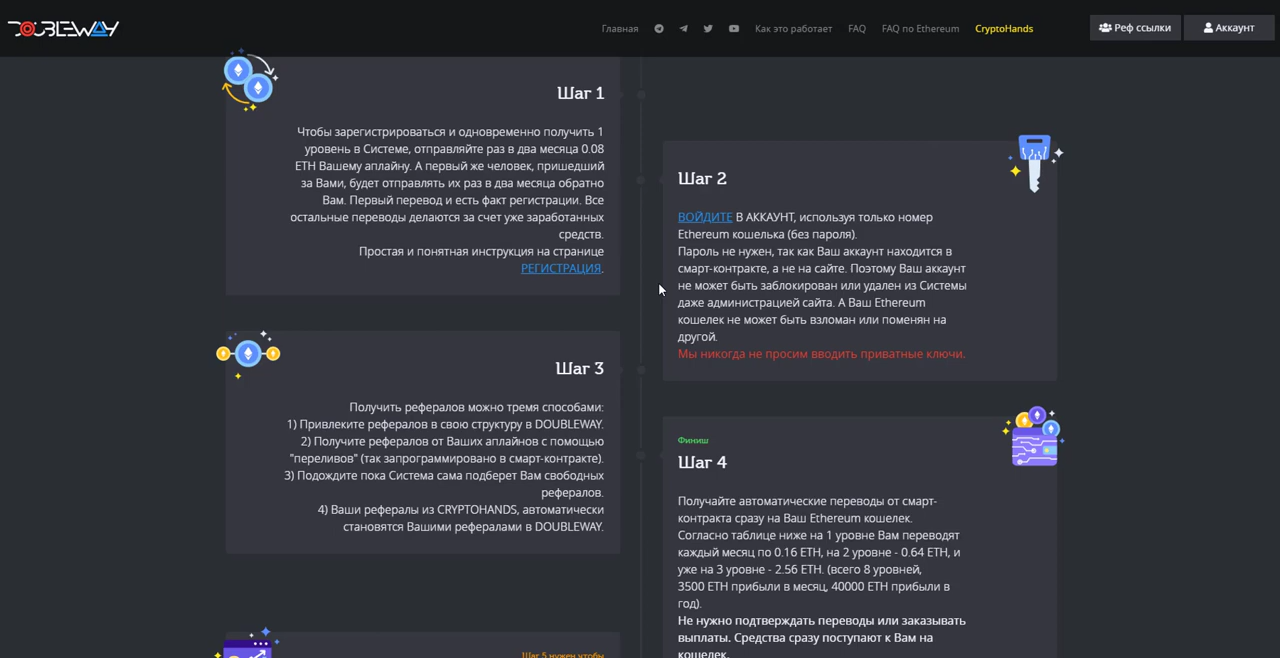 DOUBLEWAY
Главная
Как это работает
FAQ
FAQ по Ethereum
CryptoHands
Реф ссылки
Аккаунт
Шаг 1
Чтобы зарегистрироваться и одновременно получить 1
уровень в Системе, отправляйте раз в два месяца 0.08
ETH Вашему аплайну. А первый же человек, пришедший
за Вами, будет отправлять их раз в два месяца обратно
Вам. Первый перевод и есть факт регистрации. Все
остальные переводы делаются за счет уже заработанных
средств.
Простая и понятная инструкция на странице
РЕГИСТРАЦИЯ.
Шаг 2
ВОЙДИТЕ В АККАУНТ, используя только номер
Ethereum кошелька (без пароля).
Пароль не нужен, так как Ваш аккаунт находится в
смарт-контракте, а не на сайте. Поэтому Ваш аккаунт
не может быть заблокирован или удален из Системы
даже администрацией сайта. А Ваш Ethereum
кошелек не может быть взломан или поменян на
другой.
Мы никогда не просим вводить приватные ключи.
Шаг 3
Получить рефералов можно тремя способами:
1) Привлеките рефералов в свою структуру в DOUBLEWAY.
2) Получите рефералов от Ваших аплайнов с помощью
"переливов" (так запрограммировано в смарт-контракте).
3) Подождите пока Система сама подберет Вам свободных
рефералов.
4) Ваши рефералы из CRYPTOHANDS, автоматически
становятся Вашими рефералами в DOUBLEWAY.
Финиш
Шаг 4
Получайте автоматические переводы от смарт-
контракта сразу на Ваш Ethereum кошелек.
Согласно таблице ниже на 1 уровне Вам переводят
каждый месяц по 0.16 ETH, на 2 уровне - 0.64 ETH, и
уже на 3 уровне - 2.56 ETH. (всего 8 уровней,
3500 ETH прибыли в месяц, 40000 ETH прибыли в
год).
Не нужно подтверждать переводы или заказывать
выплаты. Средства сразу поступают к Вам на
кошелек.
Шаг 5 нужен чтобы